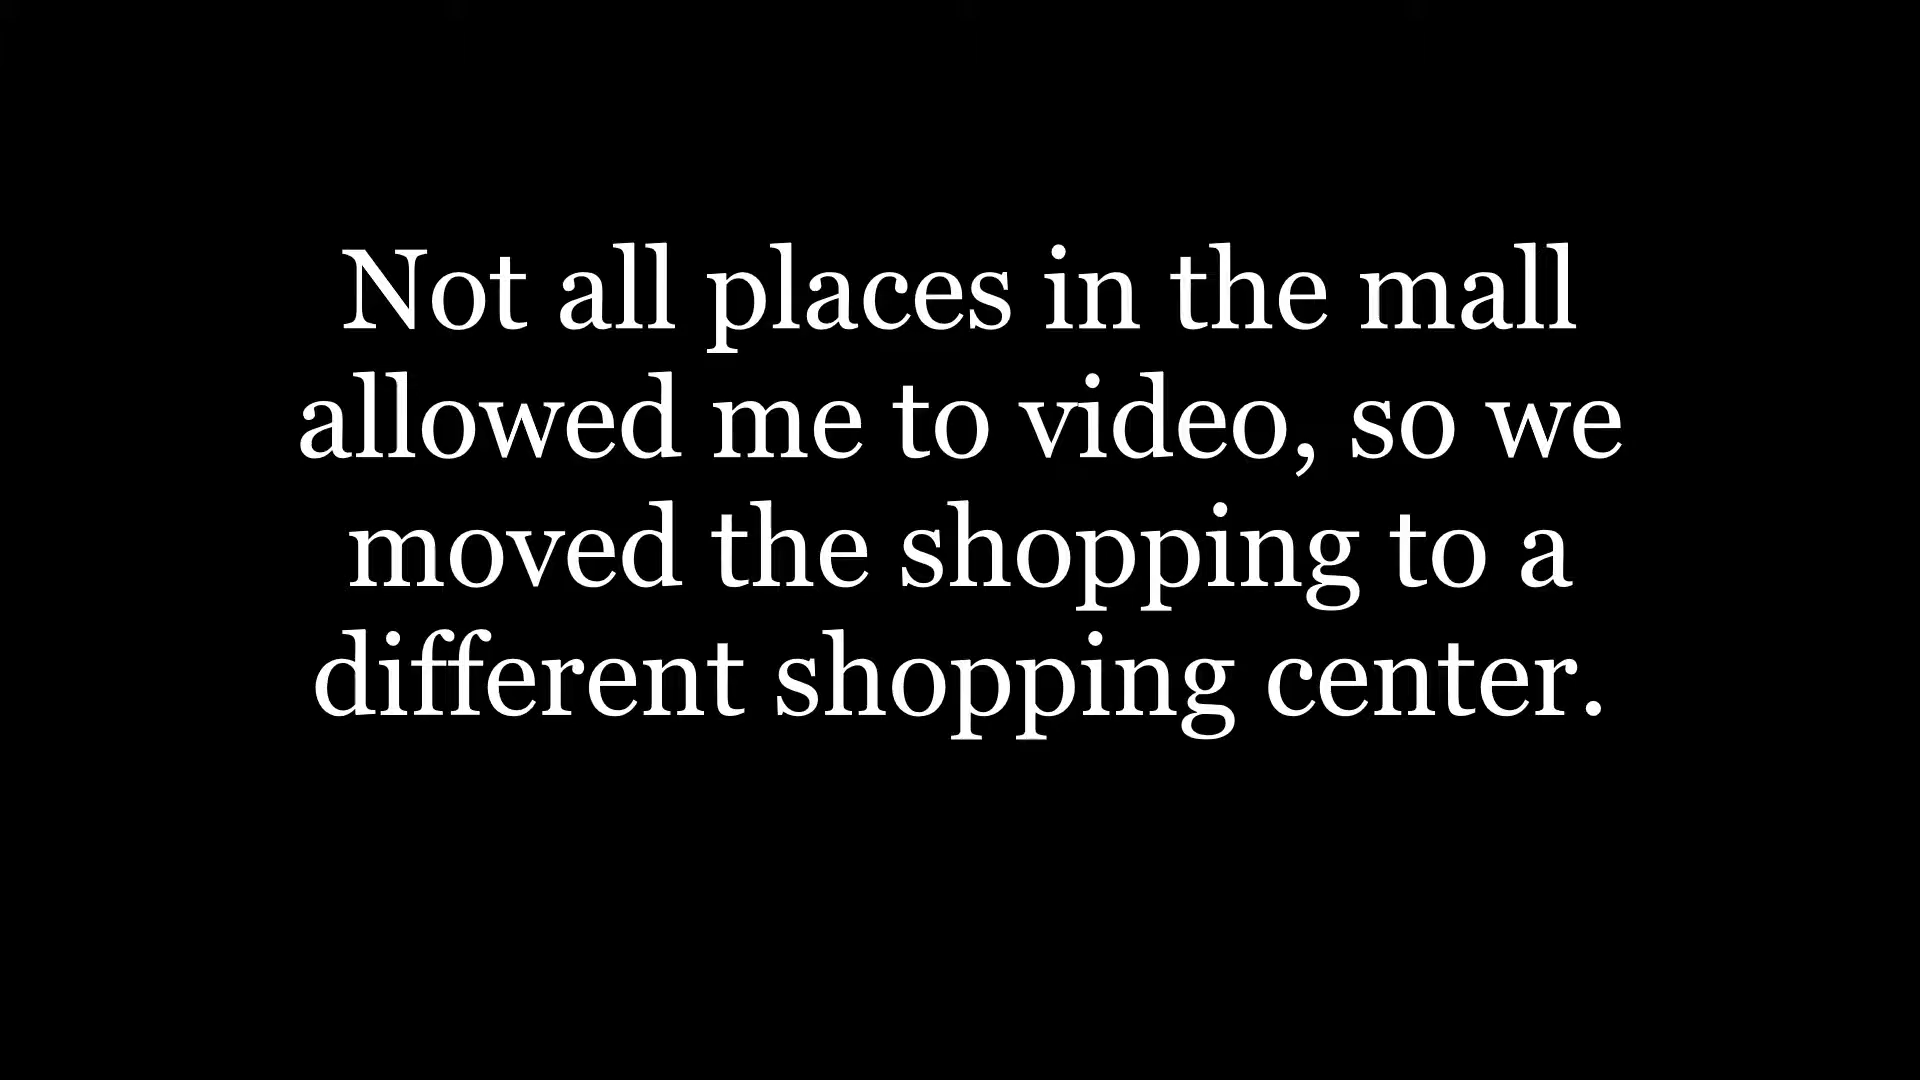 Not all places in the mall
allowed me to video, so we
moved the shopping to a
different shopping center.